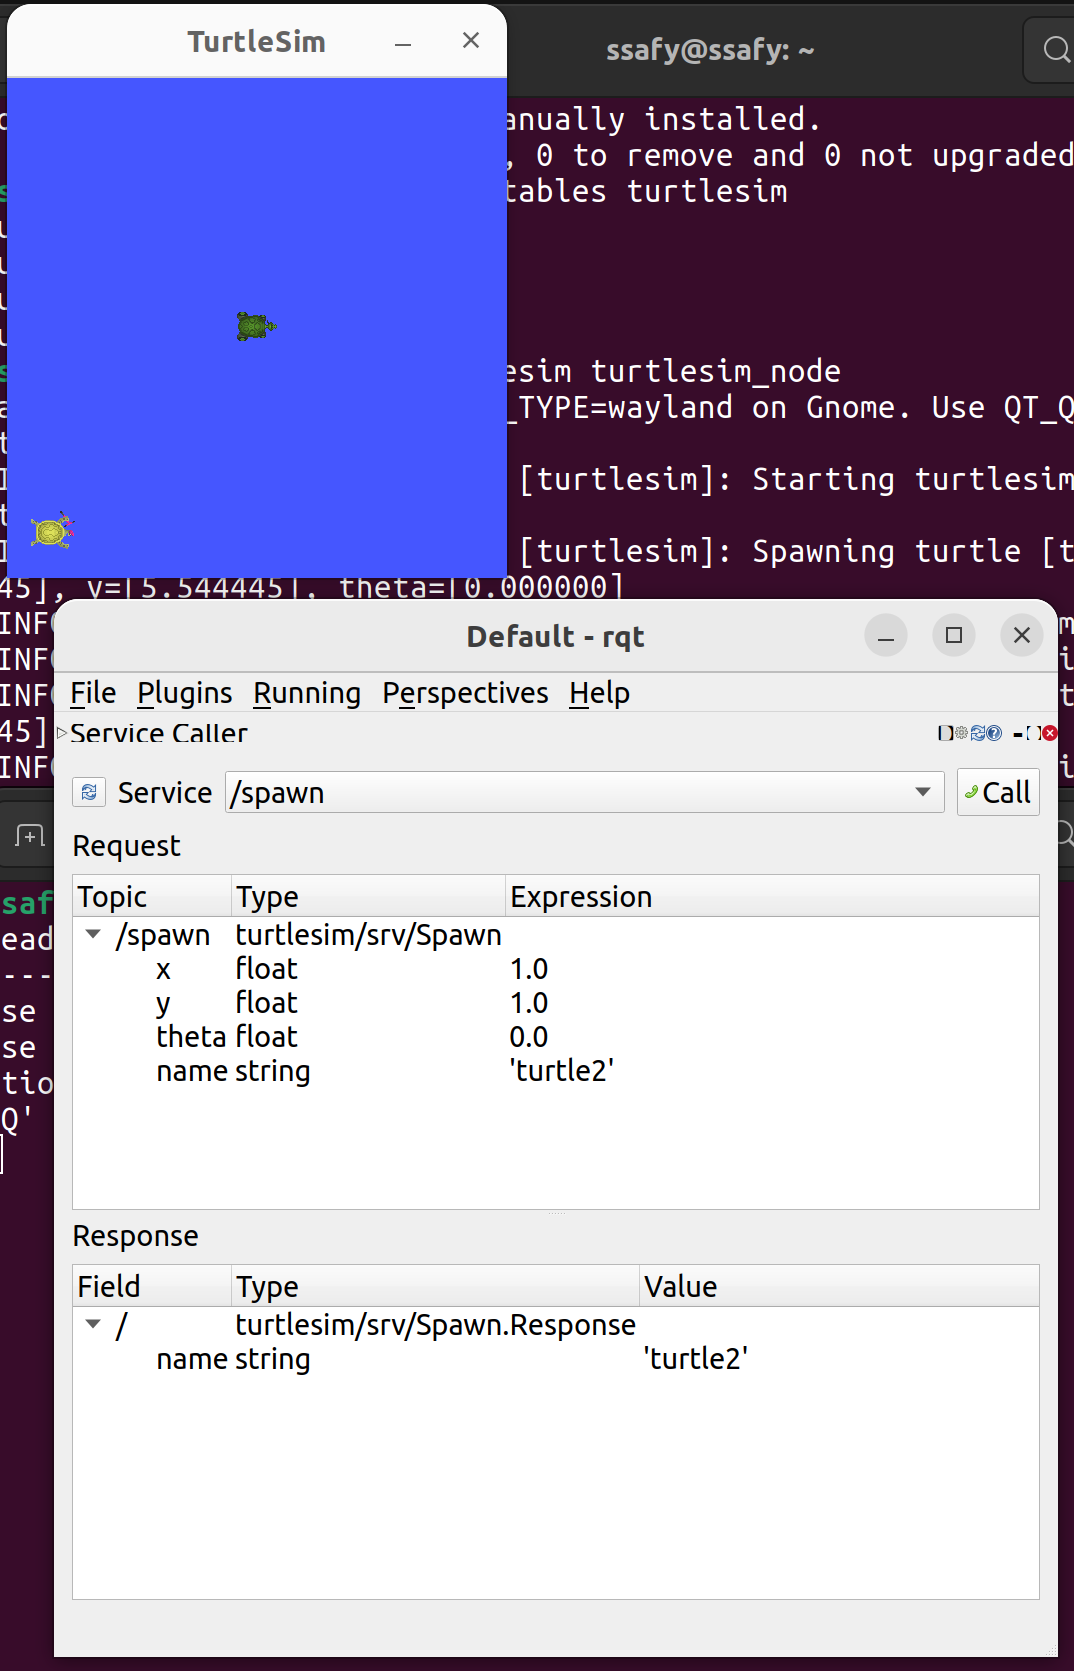 TurtleSim
ssafy@ssafy: ~
anually installed.
, 0 to remove and 0 not upgraded
tables turtlesim
esim turtlesim_node
_TYPE=wayland on Gnome. Use QT_Q
[turtlesim]: Starting turtlesim
[turtlesim]: Spawning turtle [t
45], y=[5.544445], theta=[0.000000]
INF
INF
INF
45]
INF
Default - rqt
File Plugins Running Perspectives Help
Service Caller
Service /spawn Call
Request
Topic Type Expression
/spawn turtlesim/srv/Spawn
x float 1.0
y float 1.0
theta float 0.0
name string 'turtle2'
Response
Field Type Value
/ turtlesim/srv/Spawn.Response
name string 'turtle2'
saf
ead
---
se
se
tio
Q'